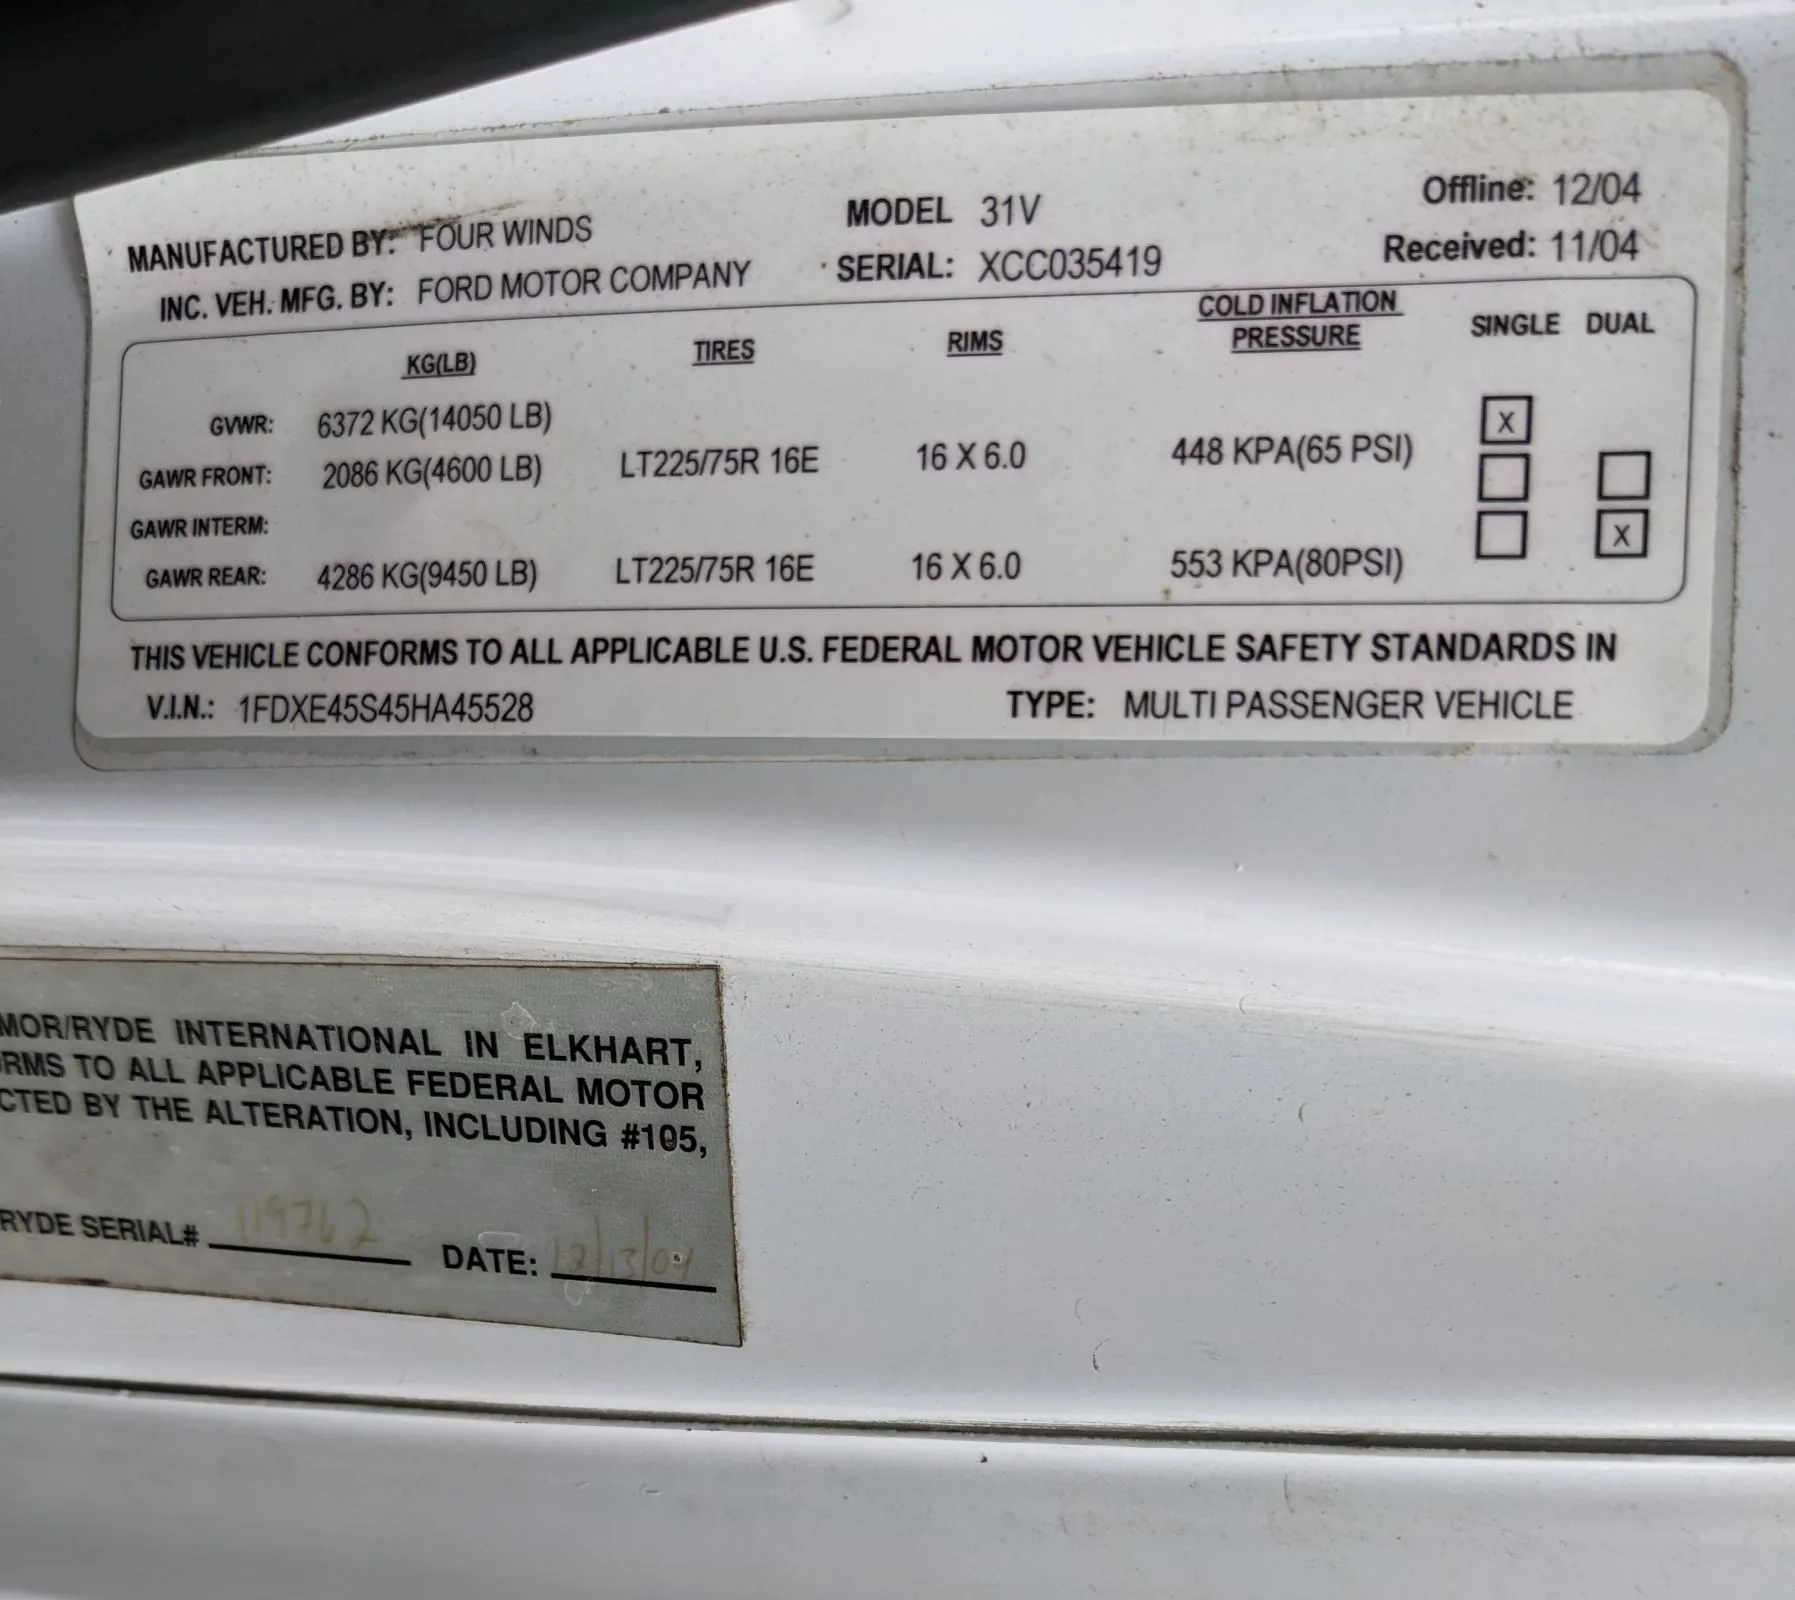 MANUFACTURED BY: FOUR WINDS MODEL 31V Offline: 12/04
INC. VEH. MFG. BY: FORD MOTOR COMPANY SERIAL: XCC035419 Received: 11/04
KG(LB) TIRES RIMS COLD INFLATION PRESSURE SINGLE DUAL
GVWR: 6372 KG(14050 LB) X
GAWR FRONT: 2086 KG(4600 LB) LT225/75R 16E 16 X 6.0 448 KPA(65 PSI)
GAWR INTERM:
GAWR REAR: 4286 KG(9450 LB) LT225/75R 16E 16 X 6.0 553 KPA(80PSI) X
THIS VEHICLE CONFORMS TO ALL APPLICABLE U.S. FEDERAL MOTOR VEHICLE SAFETY STANDARDS IN
V.I.N.: 1FDXE45S45HA45528 TYPE: MULTI PASSENGER VEHICLE
MOR/RYDE INTERNATIONAL IN ELKHART,
RMS TO ALL APPLICABLE FEDERAL MOTOR
CTED BY THE ALTERATION, INCLUDING #105,
RYDE SERIAL# 119762 DATE: 12/13/04